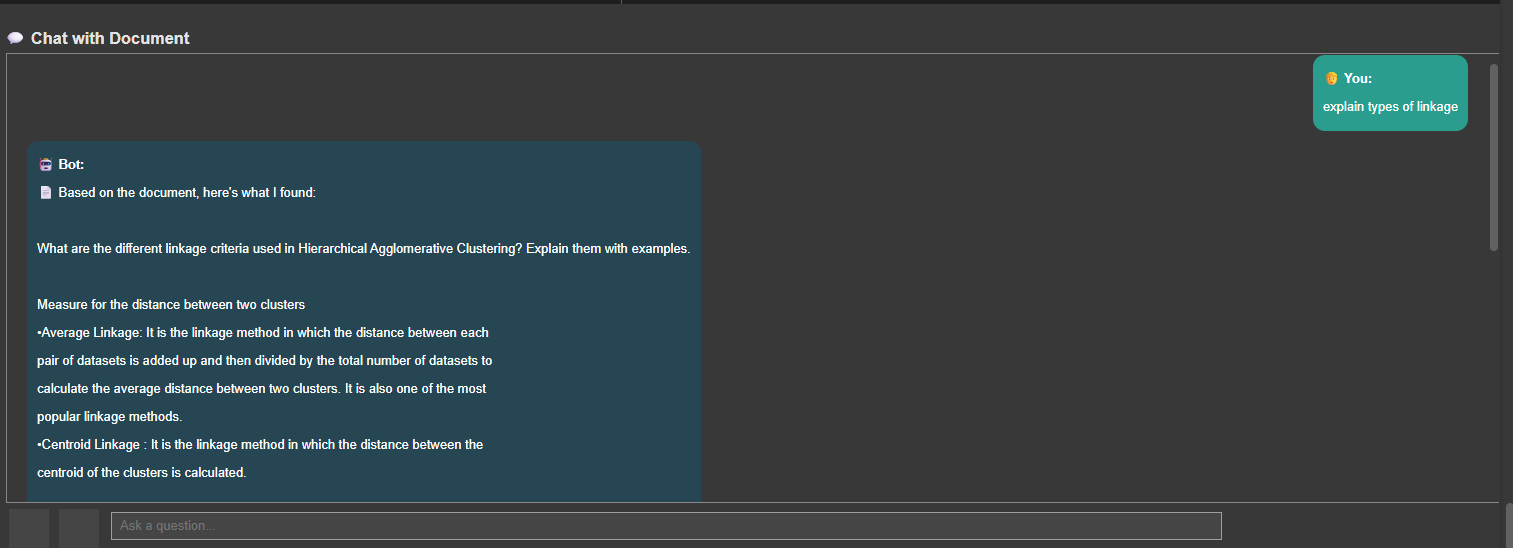 Chat with Document
You:
explain types of linkage
Bot:
Based on the document, here's what I found:
What are the different linkage criteria used in Hierarchical Agglomerative Clustering? Explain them with examples.
Measure for the distance between two clusters
•Average Linkage: It is the linkage method in which the distance between each
pair of datasets is added up and then divided by the total number of datasets to
calculate the average distance between two clusters. It is also one of the most
popular linkage methods.
•Centroid Linkage : It is the linkage method in which the distance between the
centroid of the clusters is calculated.
Ask a question...